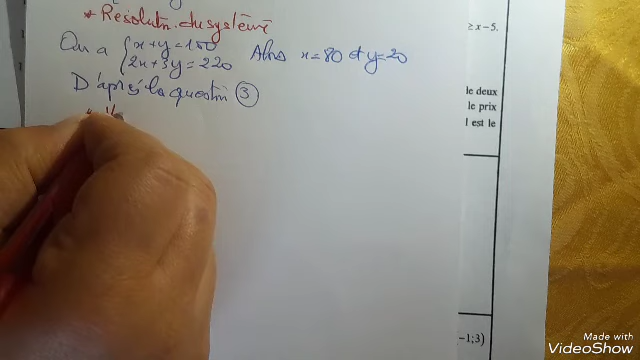 * Résolution du système
On a { x + y = 100
2x + 3y = 220 Alors x = 80 et y = 20
D'après la question ③
≥ x − 5.
le deux
le prix
l est le
−1;3)
Made with
VideoShow